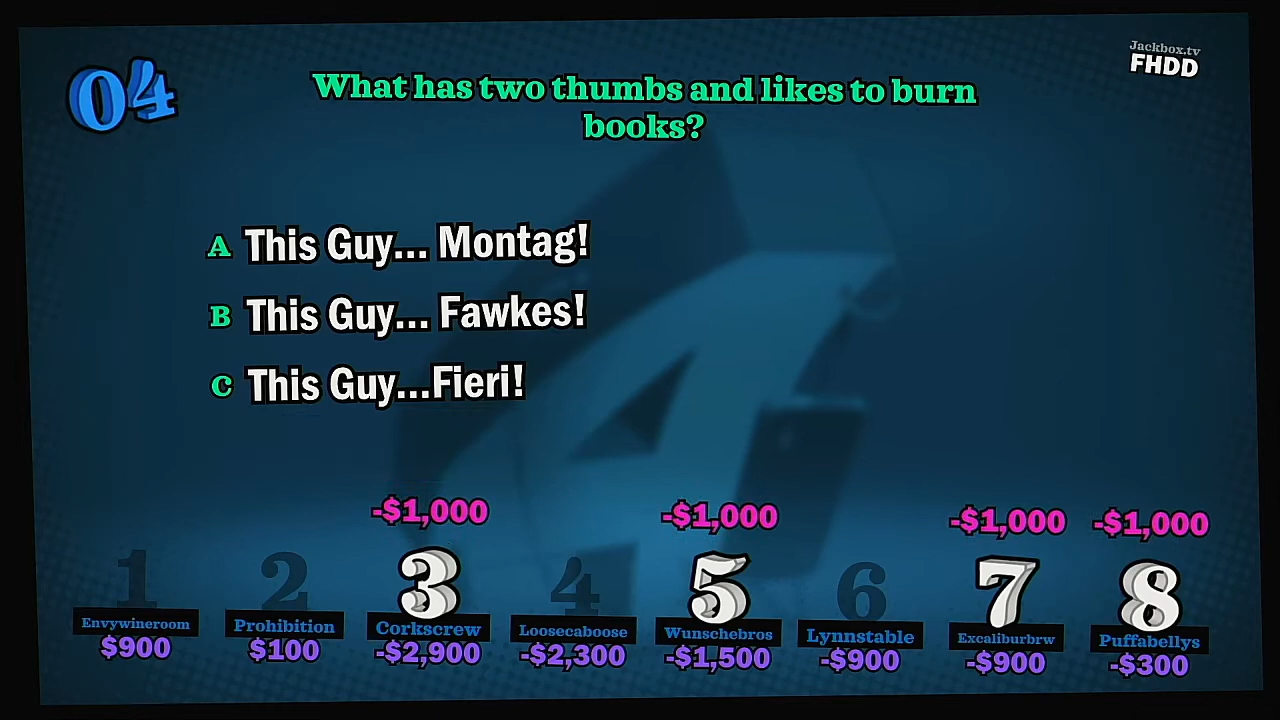 04
Jackbox.tv
FHDD
What has two thumbs and likes to burn
books?
A This Guy... Montag!
B This Guy... Fawkes!
C This Guy...Fieri!
-$1,000 -$1,000 -$1,000 -$1,000
1 2 3 4 5 6 7 8
Envywineroom Prohibition Corkscrew Loosecaboose Wunschebros Lynnstable Excaliburbrw Puffabellys
$900 $100 -$2,900 -$2,300 -$1,500 -$900 -$900 -$300